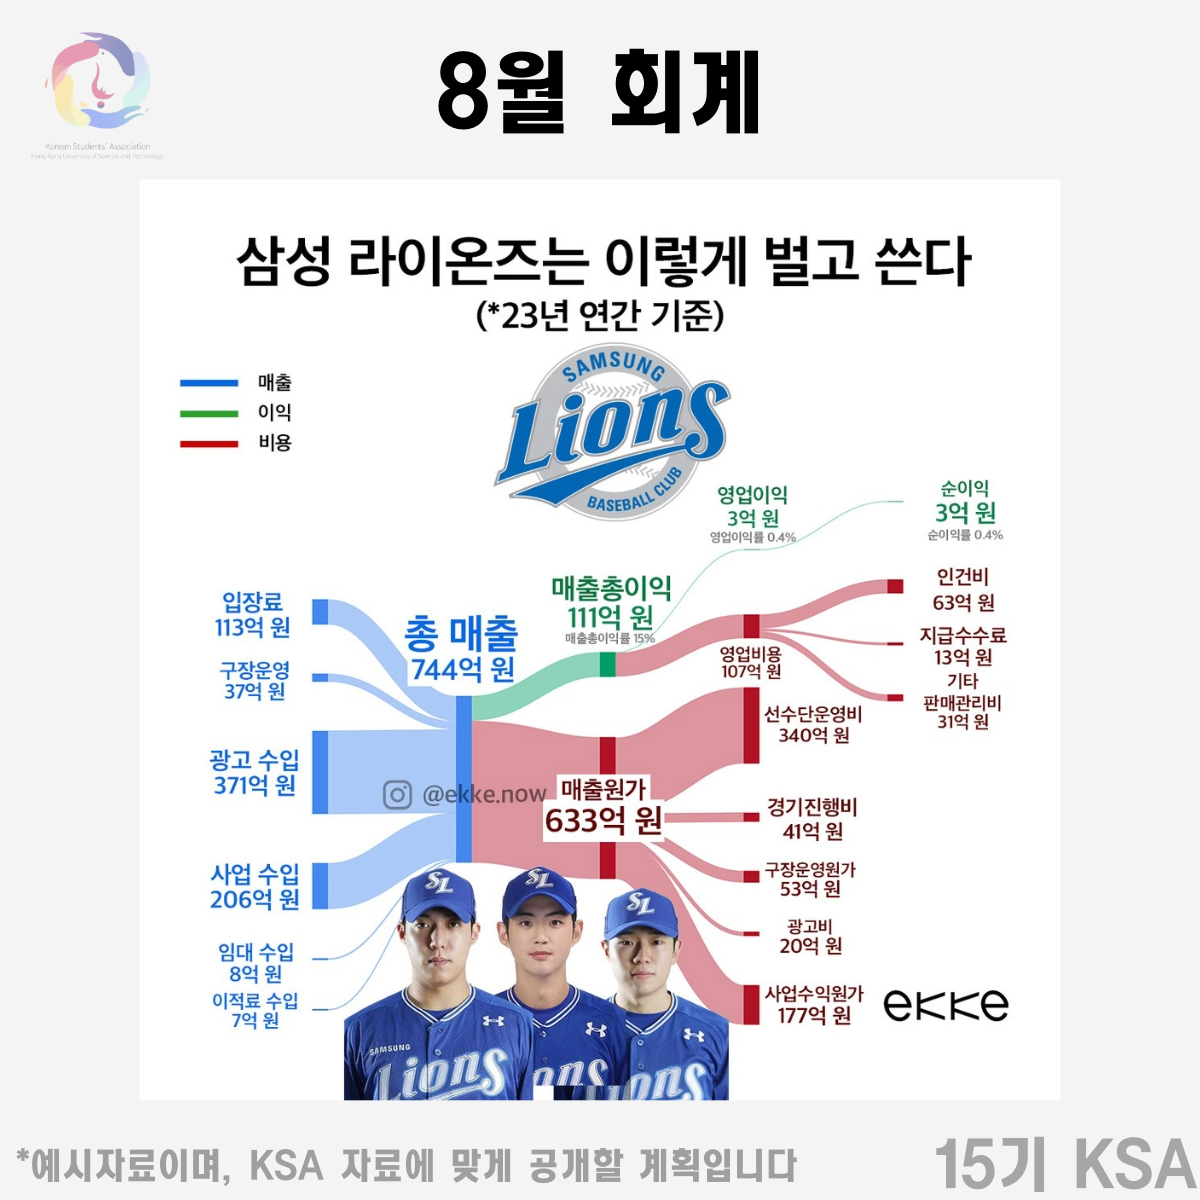 8월 회계
Korean Students' Association
Hong Kong University of Science and Technology
삼성 라이온즈는 이렇게 벌고 쓴다
(*23년 연간 기준)
매출
이익
비용
SAMSUNG
Lions
BASEBALL CLUB
영업이익
3억 원
영업이익률 0.4%
순이익
3억 원
순이익률 0.4%
매출총이익
111억 원
매출총이익률 15%
총 매출
744억 원
입장료
113억 원
구장운영
37억 원
광고 수입
371억 원
사업 수입
206억 원
임대 수입
8억 원
이적료 수입
7억 원
@ekke.now
매출원가
633억 원
영업비용
107억 원
인건비
63억 원
지급수수료
13억 원
기타
판매관리비
31억 원
선수단운영비
340억 원
경기진행비
41억 원
구장운영원가
53억 원
광고비
20억 원
사업수익원가
177억 원
ekke
SL
SL
SL
SAMSUNG
Lions
ons
ions
*예시자료이며, KSA 자료에 맞게 공개할 계획입니다
15기 KSA